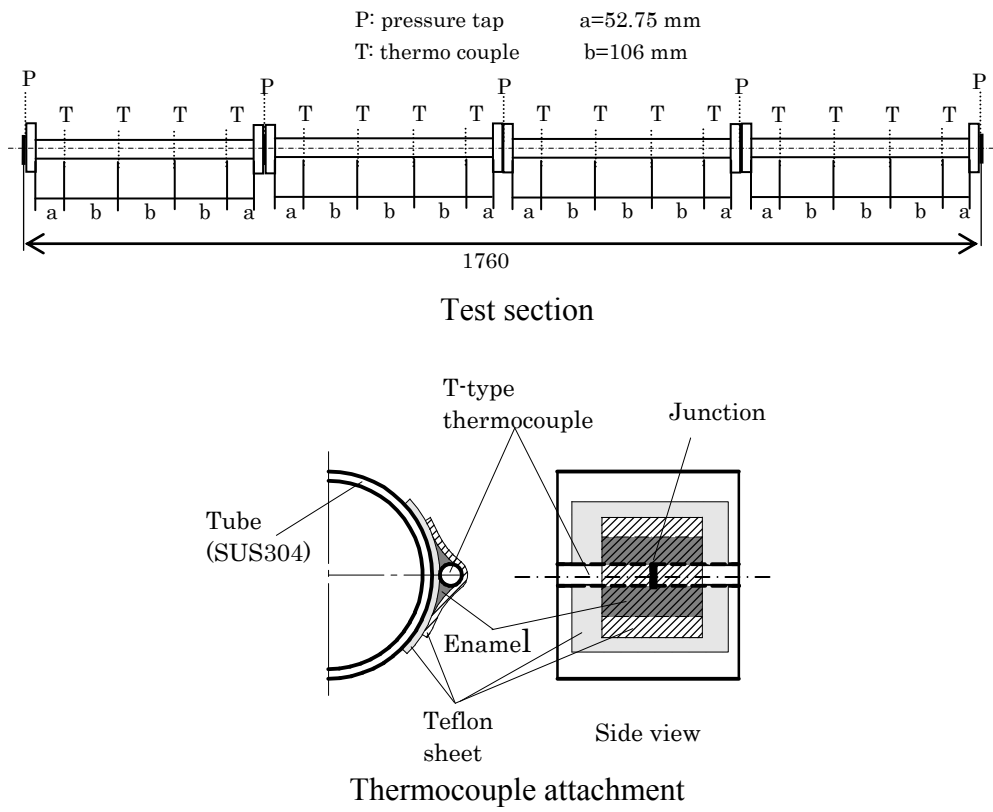 P: pressure tap a=52.75 mm
T: thermo couple b=106 mm
P P P P P
T T T T T T T T T T T T T T T T
a b b b a a b b b a a b b b a a b b b a
1760
Test section
T-type
thermocouple
Junction
Tube
(SUS304)
Enamel
Teflon
sheet
Side view
Thermocouple attachment